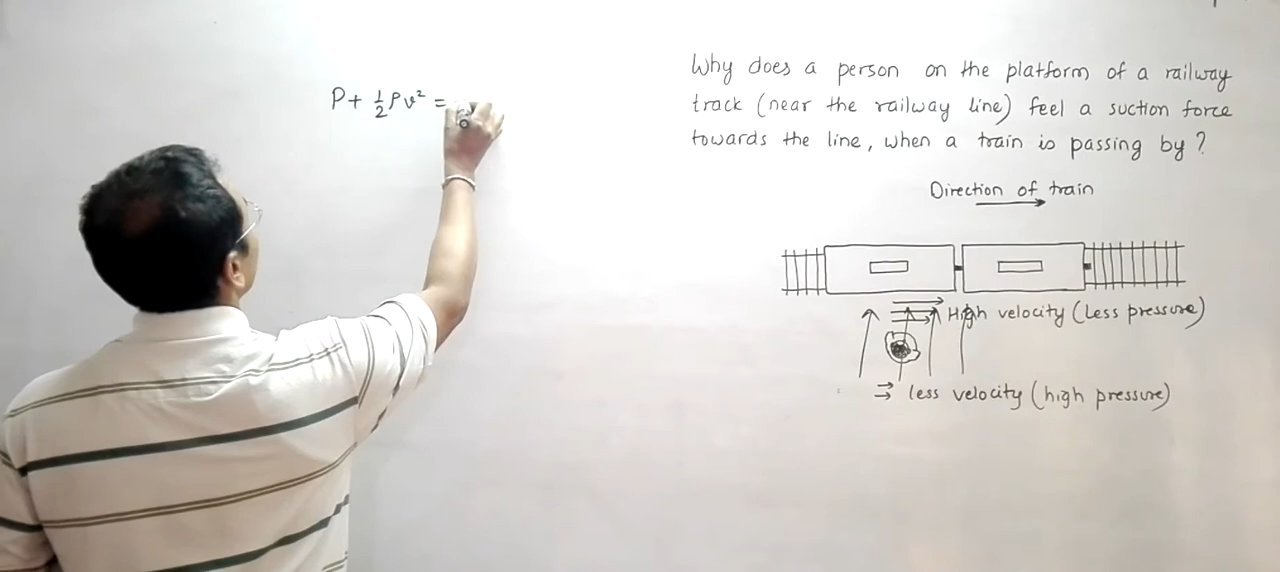 P + ½ρv² =
Why does a person on the platform of a railway
track (near the railway line) feel a suction force
towards the line, when a train is passing by?
Direction of train
High velocity (Less pressure)
less velocity (high pressure)